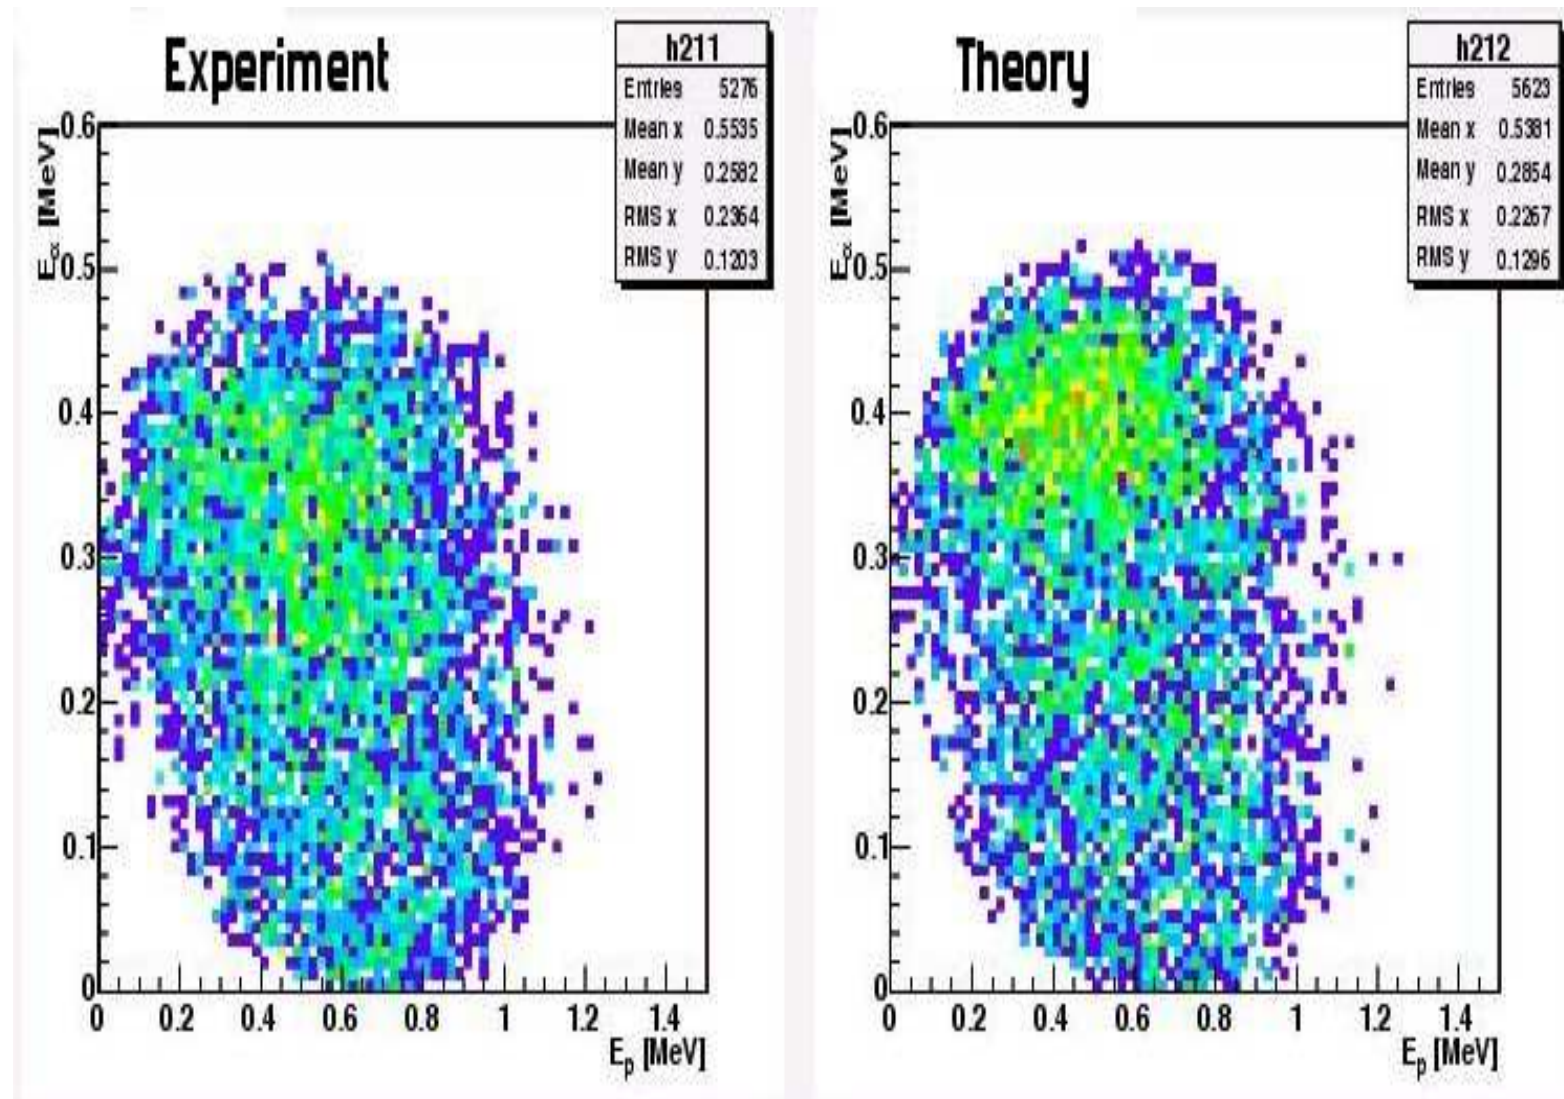 Experiment
h211
Entries 5276
Mean x 0.5535
Mean y 0.2582
RMS x 0.2364
RMS y 0.1203
0.6
0.5
0.4
0.3
0.2
0.1
0
Eα [MeV]
0 0.2 0.4 0.6 0.8 1 1.2 1.4
Ep [MeV]
Theory
h212
Entries 5623
Mean x 0.5381
Mean y 0.2854
RMS x 0.2267
RMS y 0.1296
0.6
0.5
0.4
0.3
0.2
0.1
0
Eα [MeV]
0 0.2 0.4 0.6 0.8 1 1.2 1.4
Ep [MeV]